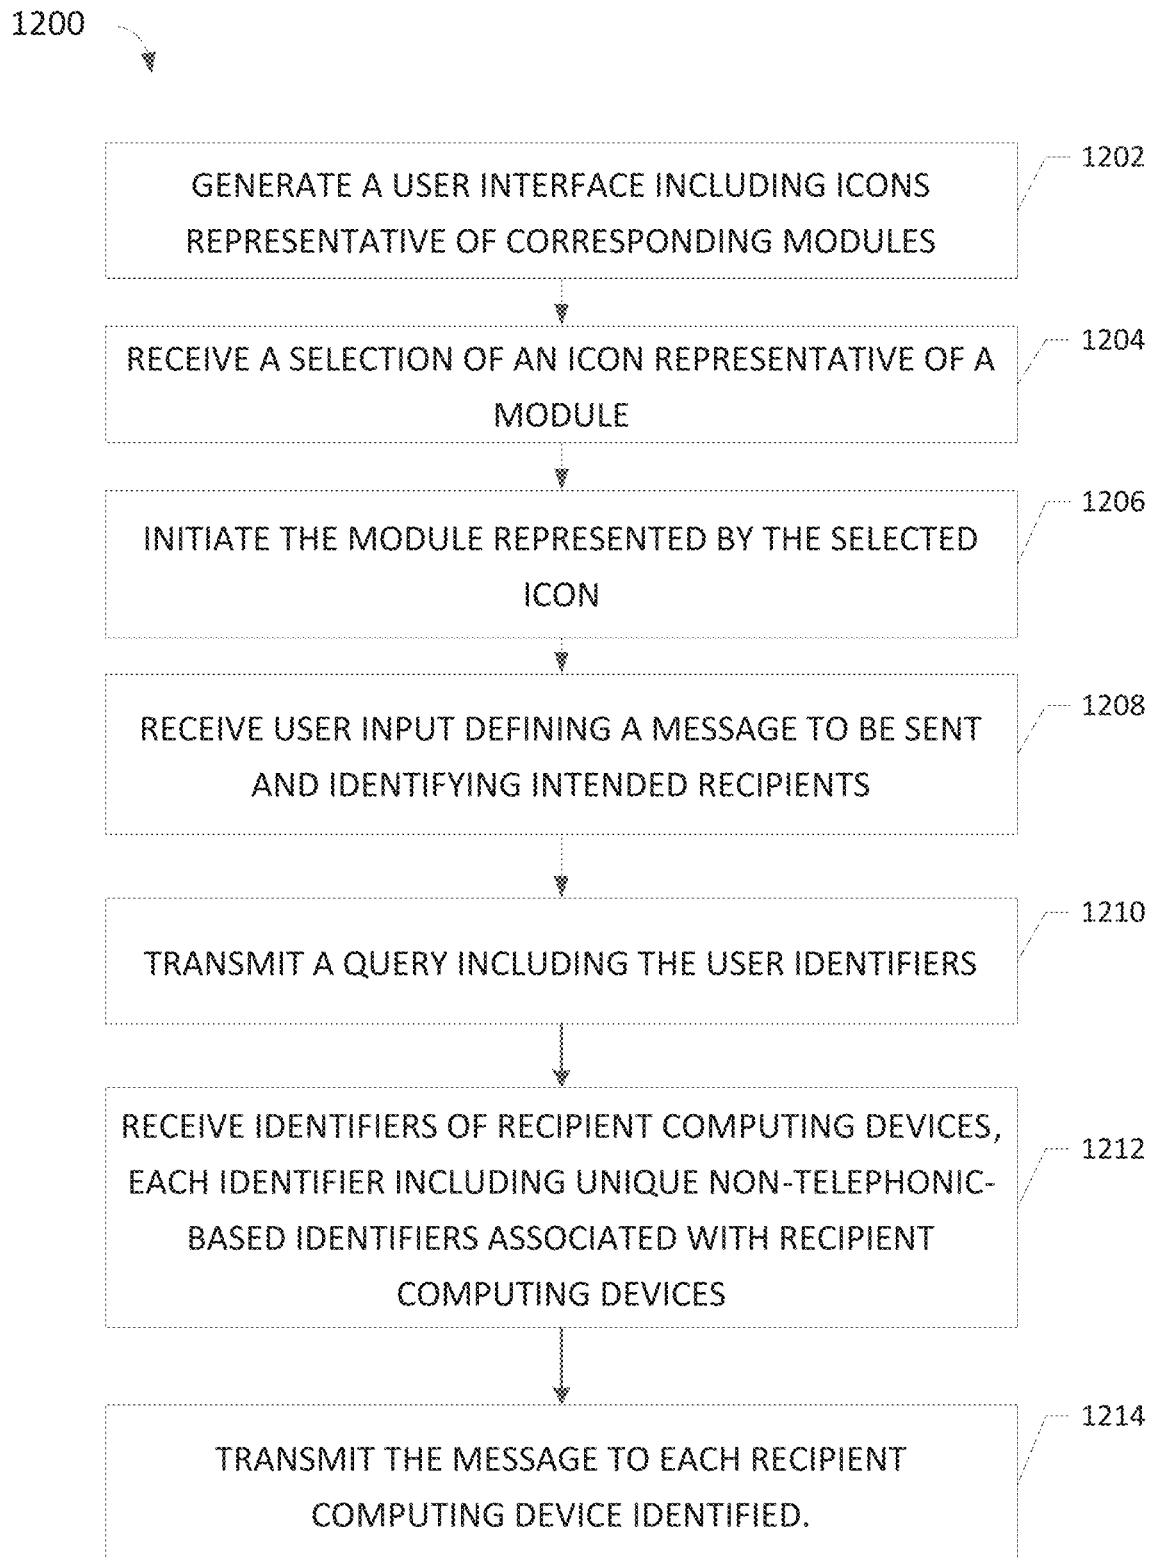 1200
1202
GENERATE A USER INTERFACE INCLUDING ICONS
REPRESENTATIVE OF CORRESPONDING MODULES
1204
RECEIVE A SELECTION OF AN ICON REPRESENTATIVE OF A
MODULE
1206
INITIATE THE MODULE REPRESENTED BY THE SELECTED
ICON
1208
RECEIVE USER INPUT DEFINING A MESSAGE TO BE SENT
AND IDENTIFYING INTENDED RECIPIENTS
1210
TRANSMIT A QUERY INCLUDING THE USER IDENTIFIERS
1212
RECEIVE IDENTIFIERS OF RECIPIENT COMPUTING DEVICES,
EACH IDENTIFIER INCLUDING UNIQUE NON-TELEPHONIC-
BASED IDENTIFIERS ASSOCIATED WITH RECIPIENT
COMPUTING DEVICES
1214
TRANSMIT THE MESSAGE TO EACH RECIPIENT
COMPUTING DEVICE IDENTIFIED.